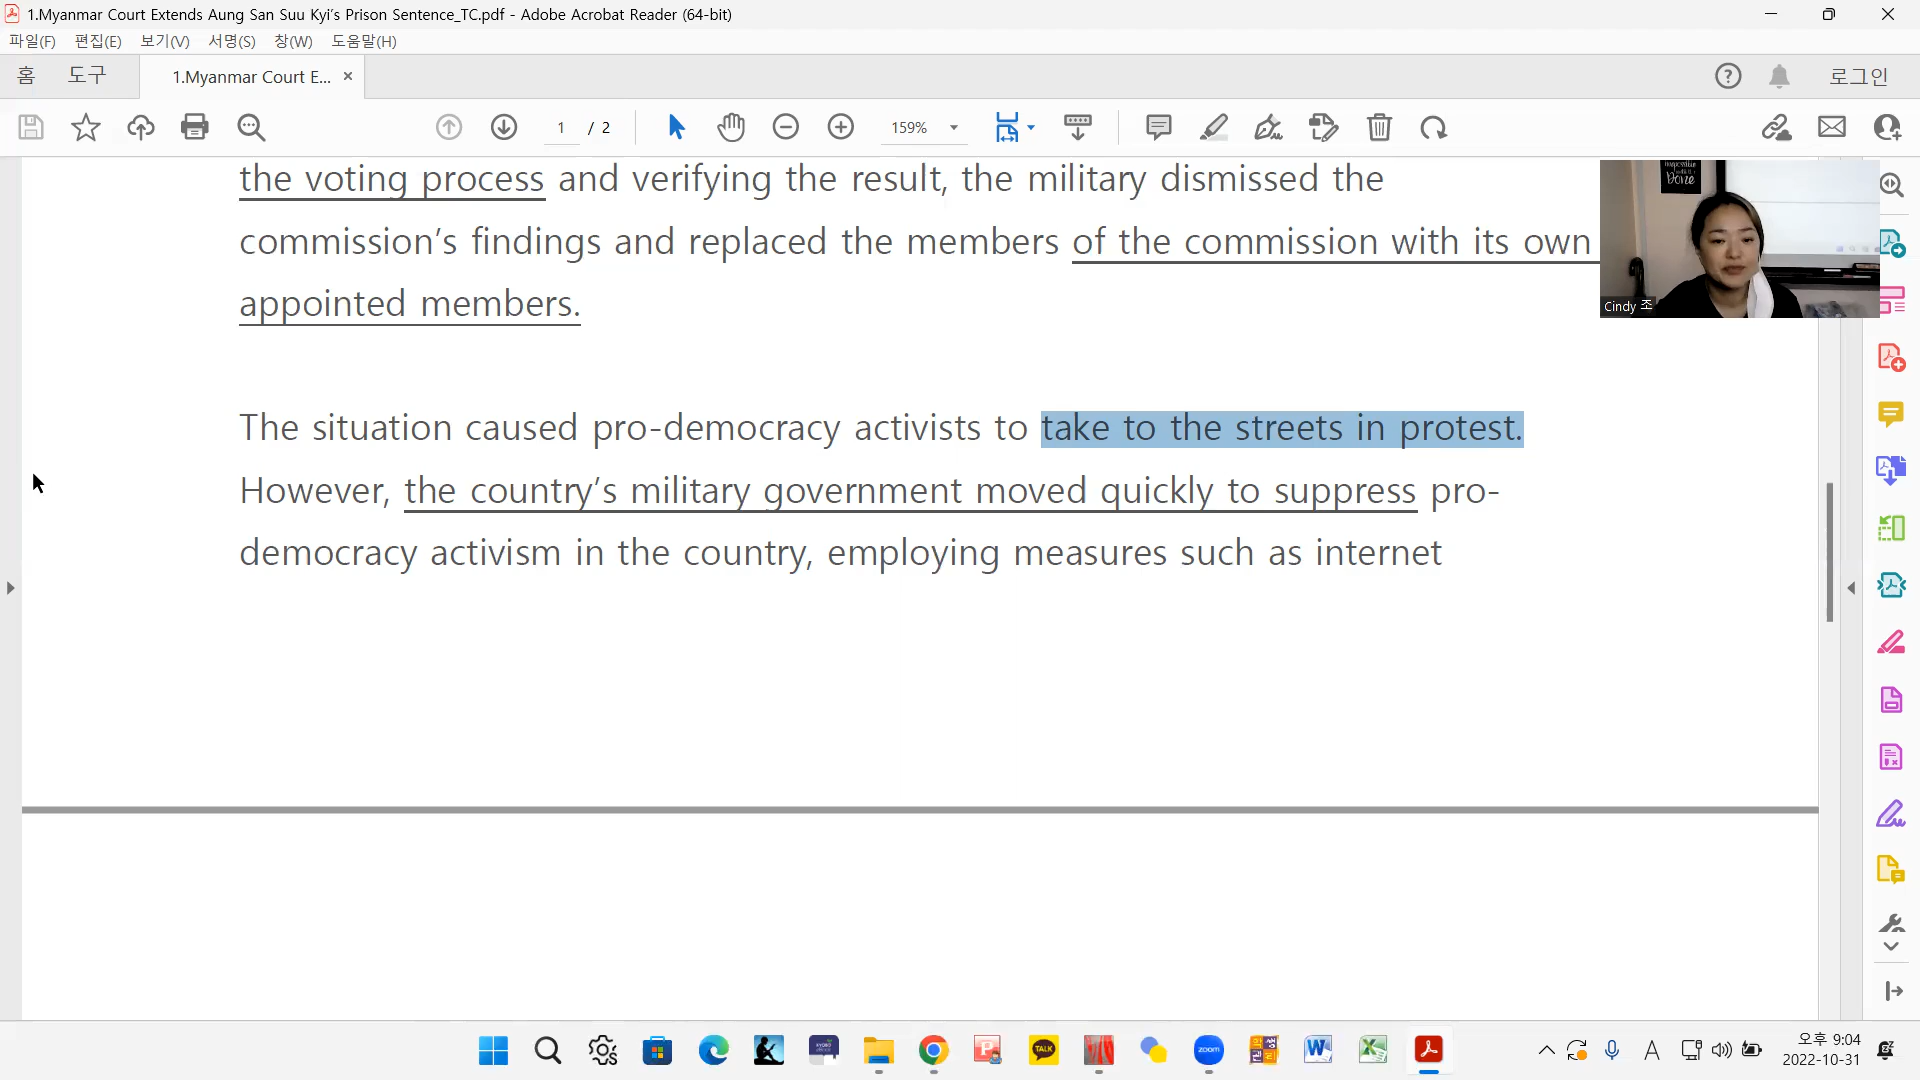 1.Myanmar Court Extends Aung San Suu Kyi's Prison Sentence_TC.pdf - Adobe Acrobat Reader (64-bit)
파일(F) 편집(E) 보기(V) 서명(S) 창(W) 도움말(H)
홈 도구 1.Myanmar Court E... × 로그인
1 / 2 159%
the voting process and verifying the result, the military dismissed the
commission's findings and replaced the members of the commission with its own
appointed members.
Done
Cindy 조
The situation caused pro-democracy activists to take to the streets in protest.
However, the country's military government moved quickly to suppress pro-
democracy activism in the country, employing measures such as internet
TALK
zoom
A
오후 9:04
2022-10-31